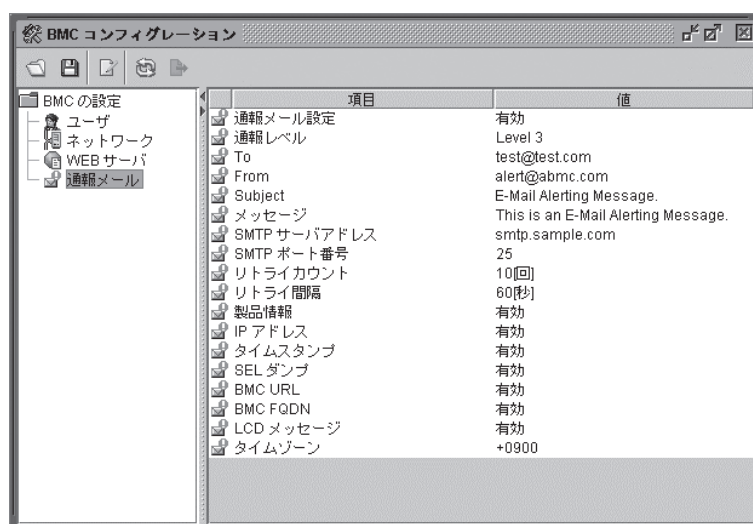 BMC コンフィグレーション
BMC の設定
ユーザ
ネットワーク
WEB サーバ
通報メール
項目 値
通報メール設定 有効
通報レベル Level 3
To test@test.com
From alert@abmc.com
Subject E-Mail Alerting Message.
メッセージ This is an E-Mail Alerting Message.
SMTP サーバアドレス smtp.sample.com
SMTP ポート番号 25
リトライカウント 10[回]
リトライ間隔 60[秒]
製品情報 有効
IP アドレス 有効
タイムスタンプ 有効
SEL ダンプ 有効
BMC URL 有効
BMC FQDN 有効
LCD メッセージ 有効
タイムゾーン +0900